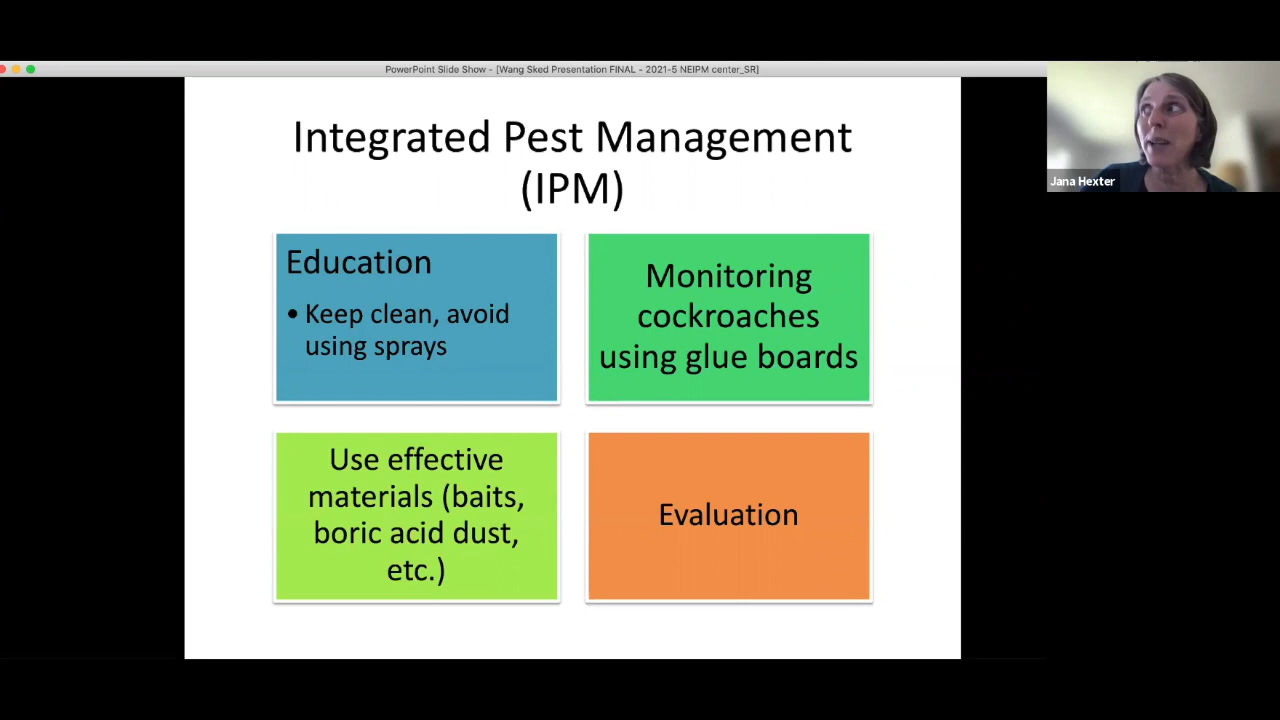 PowerPoint Slide Show - [Wang Sked Presentation FINAL - 2021-5 NEIPM center_SR]
Jana Hexter
Integrated Pest Management
(IPM)
Education
• Keep clean, avoid
using sprays
Monitoring
cockroaches
using glue boards
Use effective
materials (baits,
boric acid dust,
etc.)
Evaluation